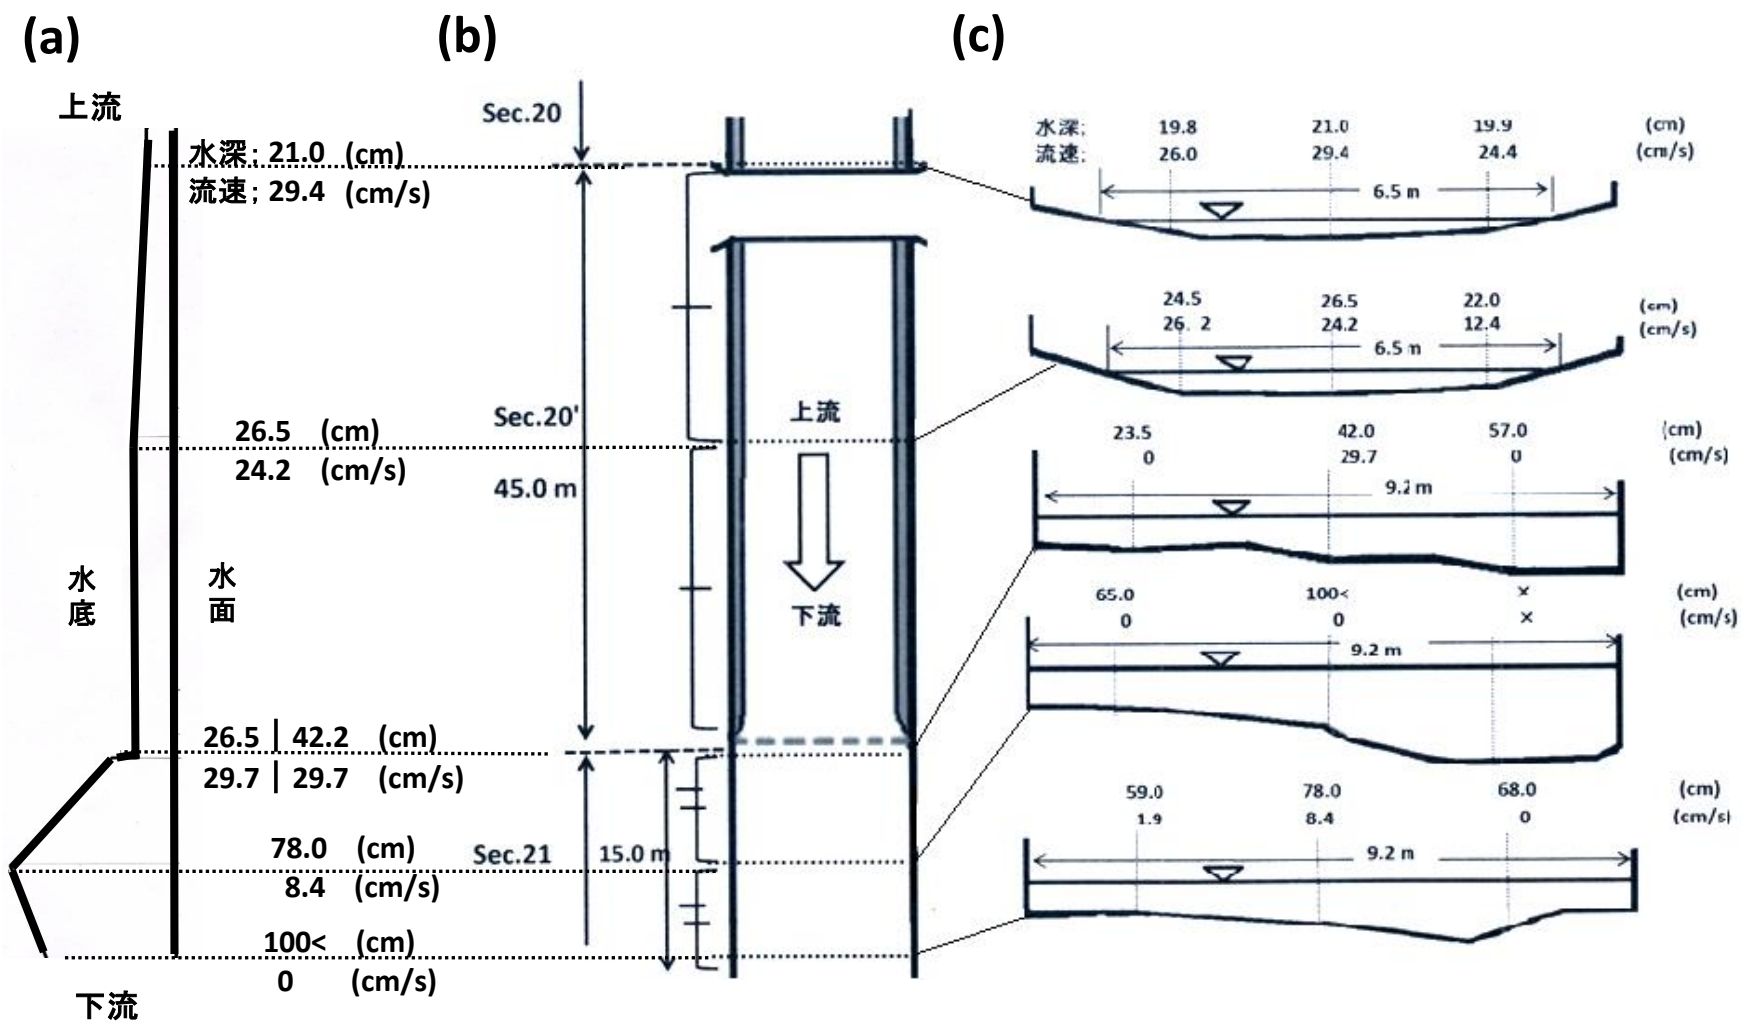 (a)
上流
水深; 21.0 (cm)
流速; 29.4 (cm/s)
26.5 (cm)
24.2 (cm/s)
水底
水面
26.5 | 42.2 (cm)
29.7 | 29.7 (cm/s)
78.0 (cm)
8.4 (cm/s)
100< (cm)
0 (cm/s)
下流
(b)
Sec.20
Sec.20'
45.0 m
上流
下流
Sec.21
15.0 m
(c)
水深; 19.8 21.0 19.9 (cm)
流速; 26.0 29.4 24.4 (cm/s)
6.5 m
24.5 26.5 22.0 (cm)
26. 2 24.2 12.4 (cm/s)
6.5 m
23.5 42.0 57.0 (cm)
0 29.7 0 (cm/s)
9.2 m
65.0 100< × (cm)
0 0 × (cm/s)
9.2 m
59.0 78.0 68.0 (cm)
1.9 8.4 0 (cm/s)
9.2 m